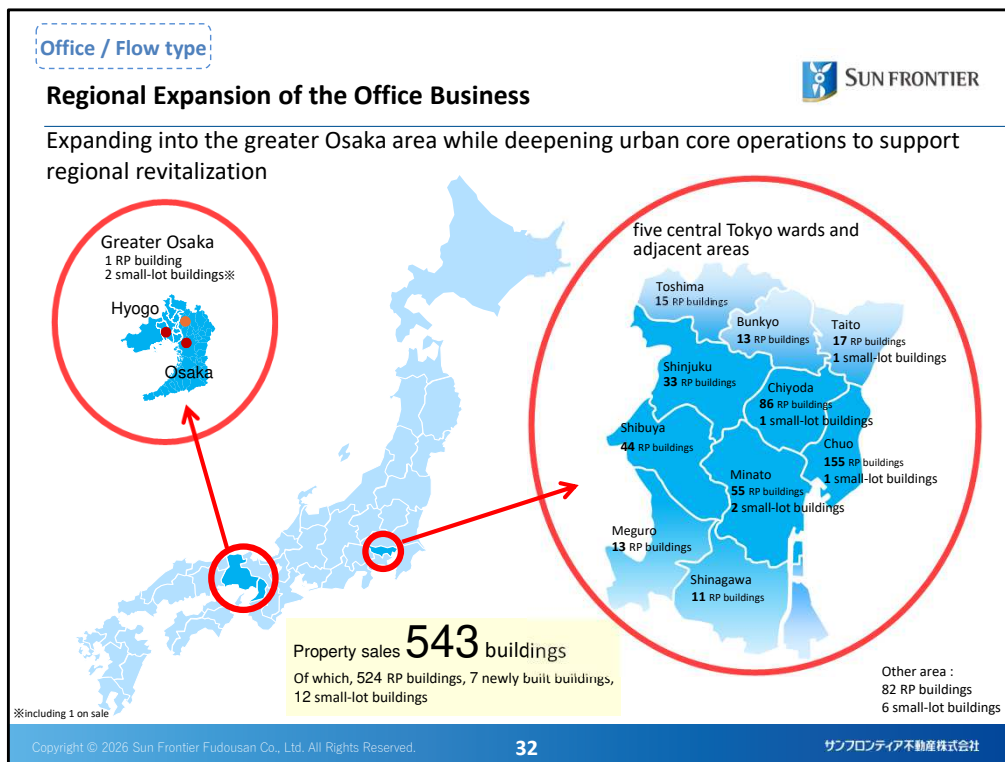 Office / Flow type
SUN FRONTIER
Regional Expansion of the Office Business
Expanding into the greater Osaka area while deepening urban core operations to support
regional revitalization
Greater Osaka
1 RP building
2 small-lot buildings※
Hyogo
Osaka
five central Tokyo wards and
adjacent areas
Toshima
15 RP buildings
Bunkyo
13 RP buildings
Taito
17 RP buildings
1 small-lot buildings
Shinjuku
33 RP buildings
Chiyoda
86 RP buildings
1 small-lot buildings
Shibuya
44 RP buildings
Chuo
155 RP buildings
1 small-lot buildings
Minato
55 RP buildings
2 small-lot buildings
Meguro
13 RP buildings
Shinagawa
11 RP buildings
Property sales 543 buildings
Of which, 524 RP buildings, 7 newly built buildings,
12 small-lot buildings
Other area :
82 RP buildings
6 small-lot buildings
※including 1 on sale
Copyright © 2026 Sun Frontier Fudousan Co., Ltd. All Rights Reserved.
32
サンフロンティア不動産株式会社